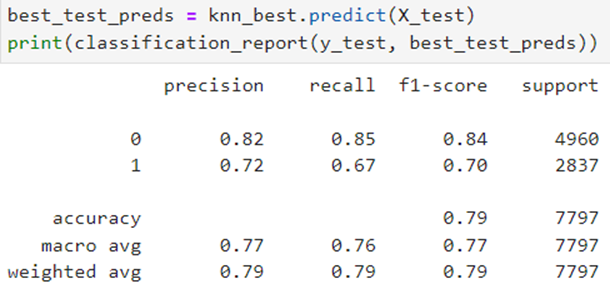 best_test_preds = knn_best.predict(X_test)
print(classification_report(y_test, best_test_preds))
precision recall f1-score support
0 0.82 0.85 0.84 4960
1 0.72 0.67 0.70 2837
accuracy 0.79 7797
macro avg 0.77 0.76 0.77 7797
weighted avg 0.79 0.79 0.79 7797